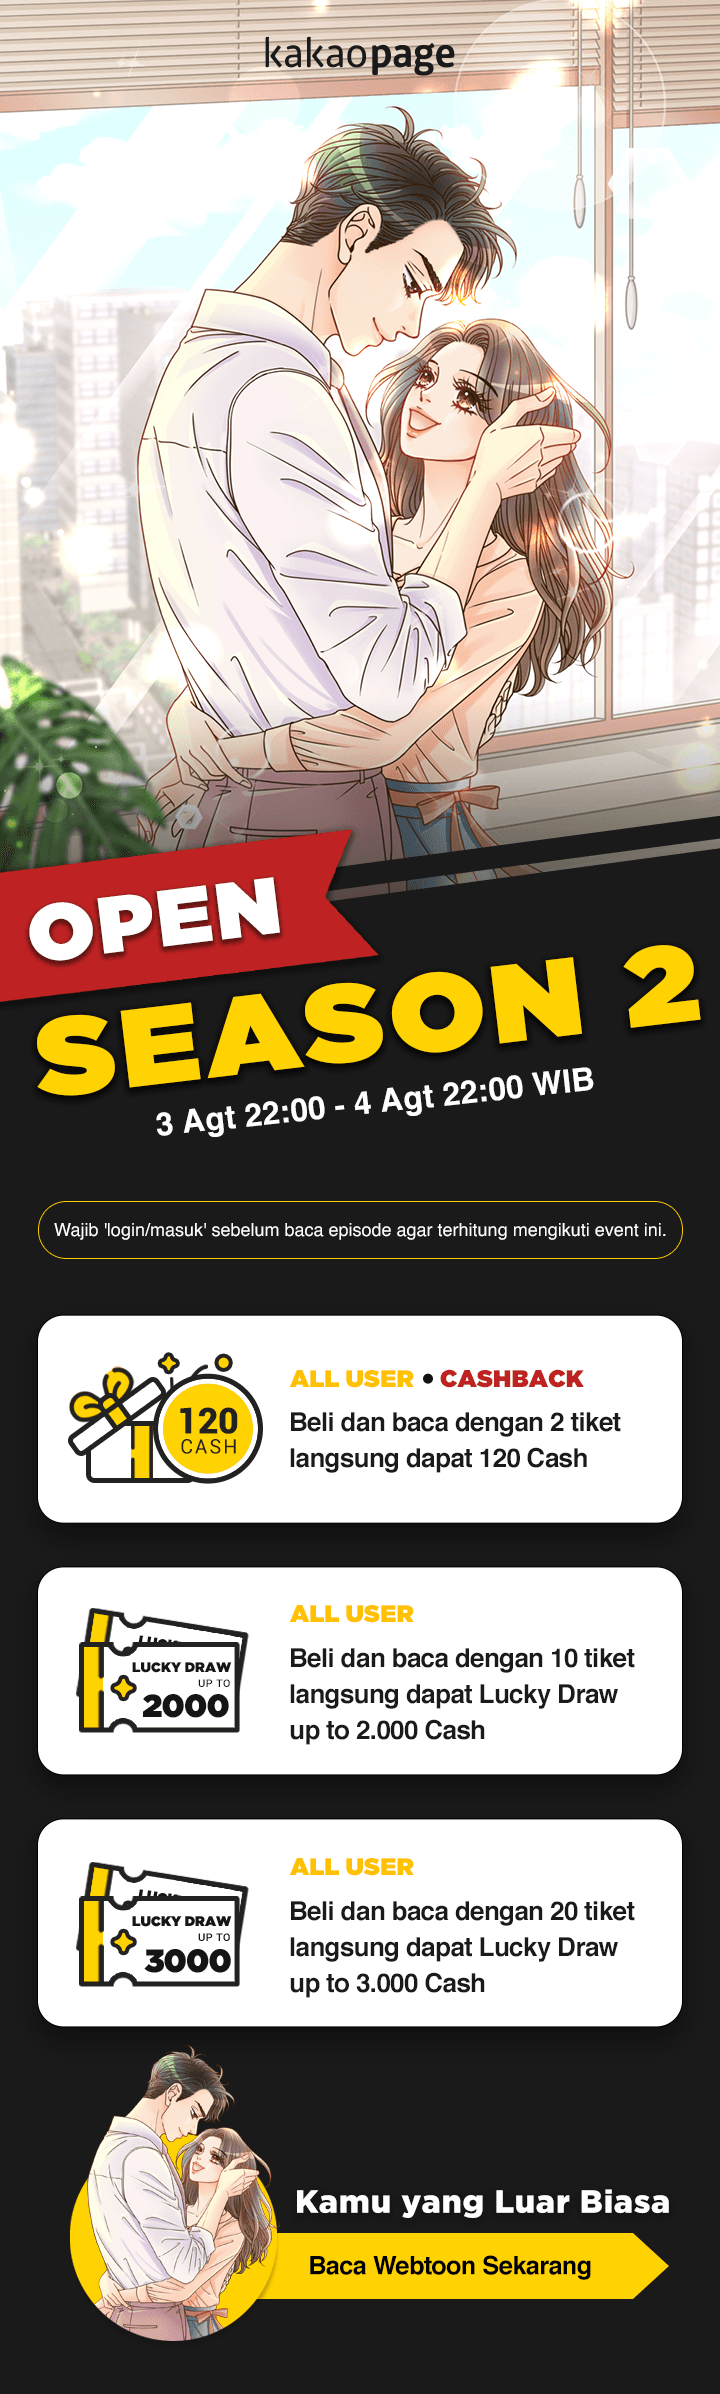 kakaopage
OPEN
SEASON 2
3 Agt 22:00 - 4 Agt 22:00 WIB
Wajib 'login/masuk' sebelum baca episode agar terhitung mengikuti event ini.
120
CASH
ALL USER • CASHBACK
Beli dan baca dengan 2 tiket
langsung dapat 120 Cash
LUCKY DRAW
UP TO
2000
ALL USER
Beli dan baca dengan 10 tiket
langsung dapat Lucky Draw
up to 2.000 Cash
LUCKY DRAW
UP TO
3000
ALL USER
Beli dan baca dengan 20 tiket
langsung dapat Lucky Draw
up to 3.000 Cash
Kamu yang Luar Biasa
Baca Webtoon Sekarang